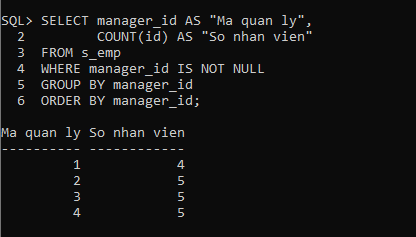 SQL> SELECT manager_id AS "Ma quan ly",
  2         COUNT(id) AS "So nhan vien"
  3  FROM s_emp
  4  WHERE manager_id IS NOT NULL
  5  GROUP BY manager_id
  6  ORDER BY manager_id;
Ma quan ly So nhan vien
---------- ------------
         1            4
         2            5
         3            5
         4            5